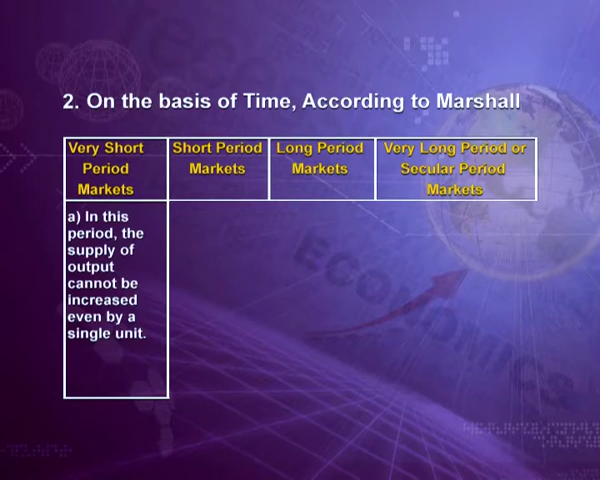 2. On the basis of Time, According to Marshall
Very Short
Period
Markets
Short Period
Markets
Long Period
Markets
Very Long Period or
Secular Period
Markets
a) In this
period, the
supply of
output
cannot be
increased
even by a
single unit.
ECONOMICS